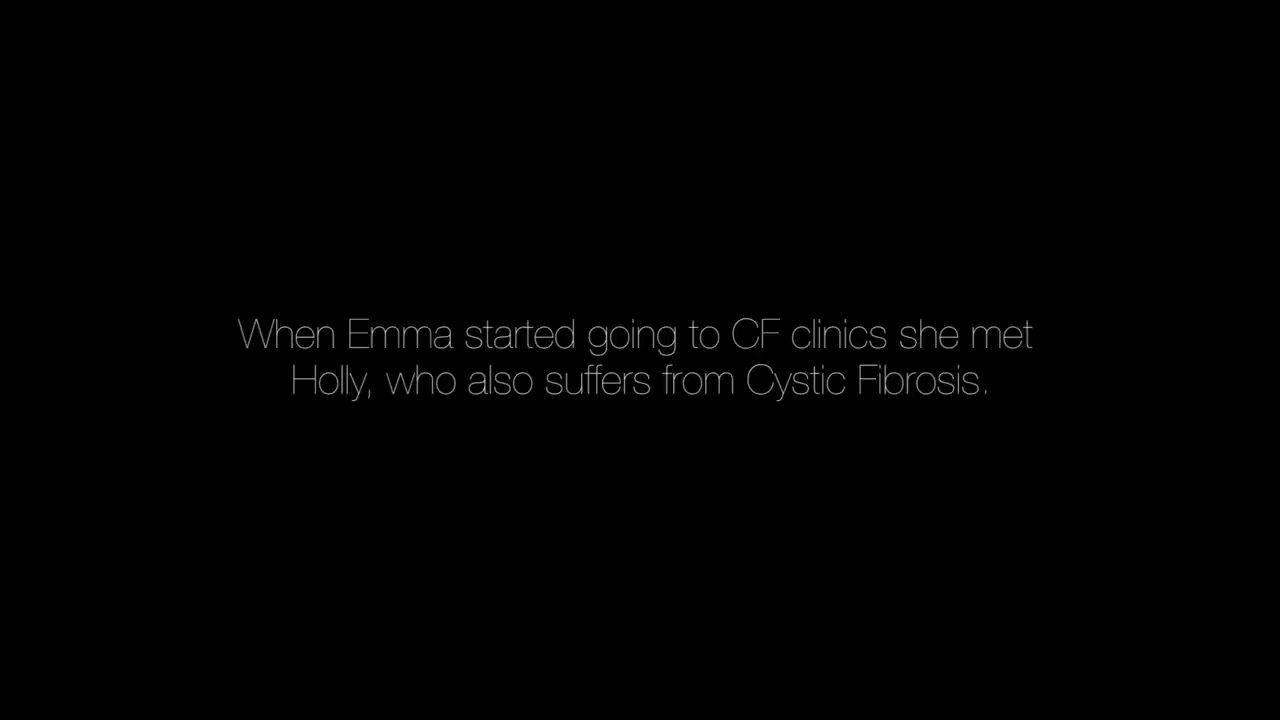 When Emma started going to CF clinics she met
Holly, who also suffers from Cystic Fibrosis.